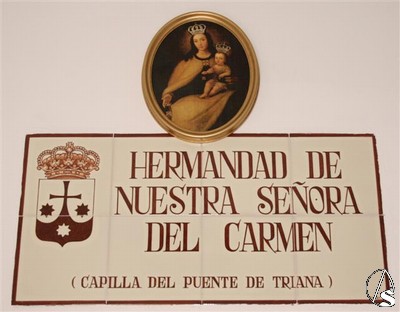 HERMANDAD DE
NUESTRA SEÑORA
DEL CARMEN
( CAPILLA DEL PUENTE DE TRIANA )